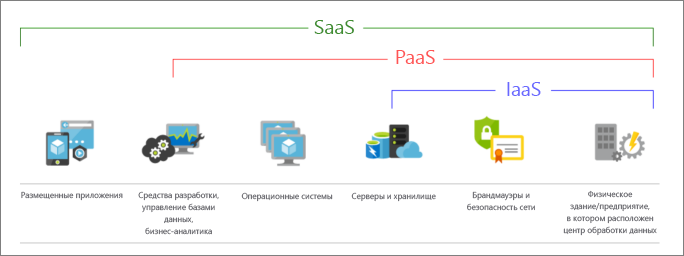 SaaS
PaaS
IaaS
Размещенные приложения
Средства разработки,
управление базами
данных,
бизнес-аналитика
Операционные системы
Серверы и хранилище
Брандмауэры и
безопасность сети
Физическое
здание/предприятие,
в котором расположен
центр обработки данных